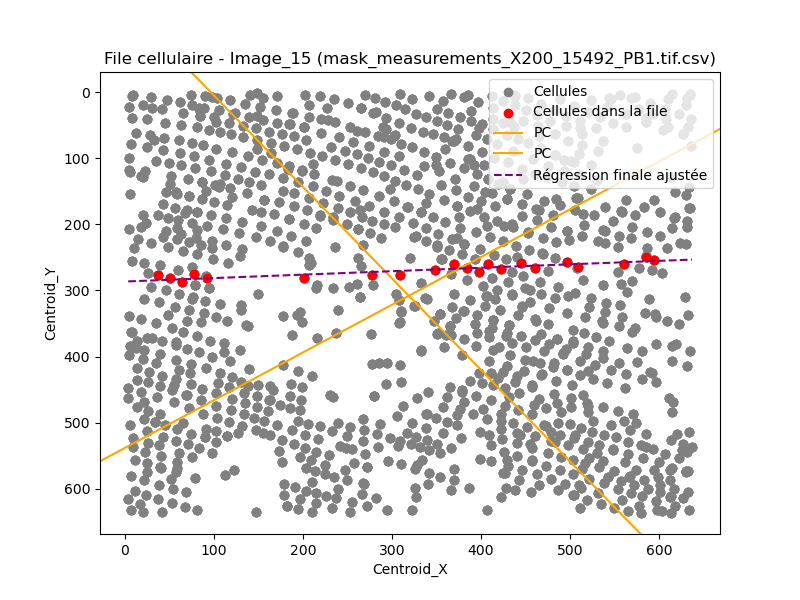 File cellulaire - Image_15 (mask_measurements_X200_15492_PB1.tif.csv)
Cellules
Cellules dans la file
PC
PC
Régression finale ajustée
0
100
200
300
400
500
600
Centroid_Y
0 100 200 300 400 500 600
Centroid_X